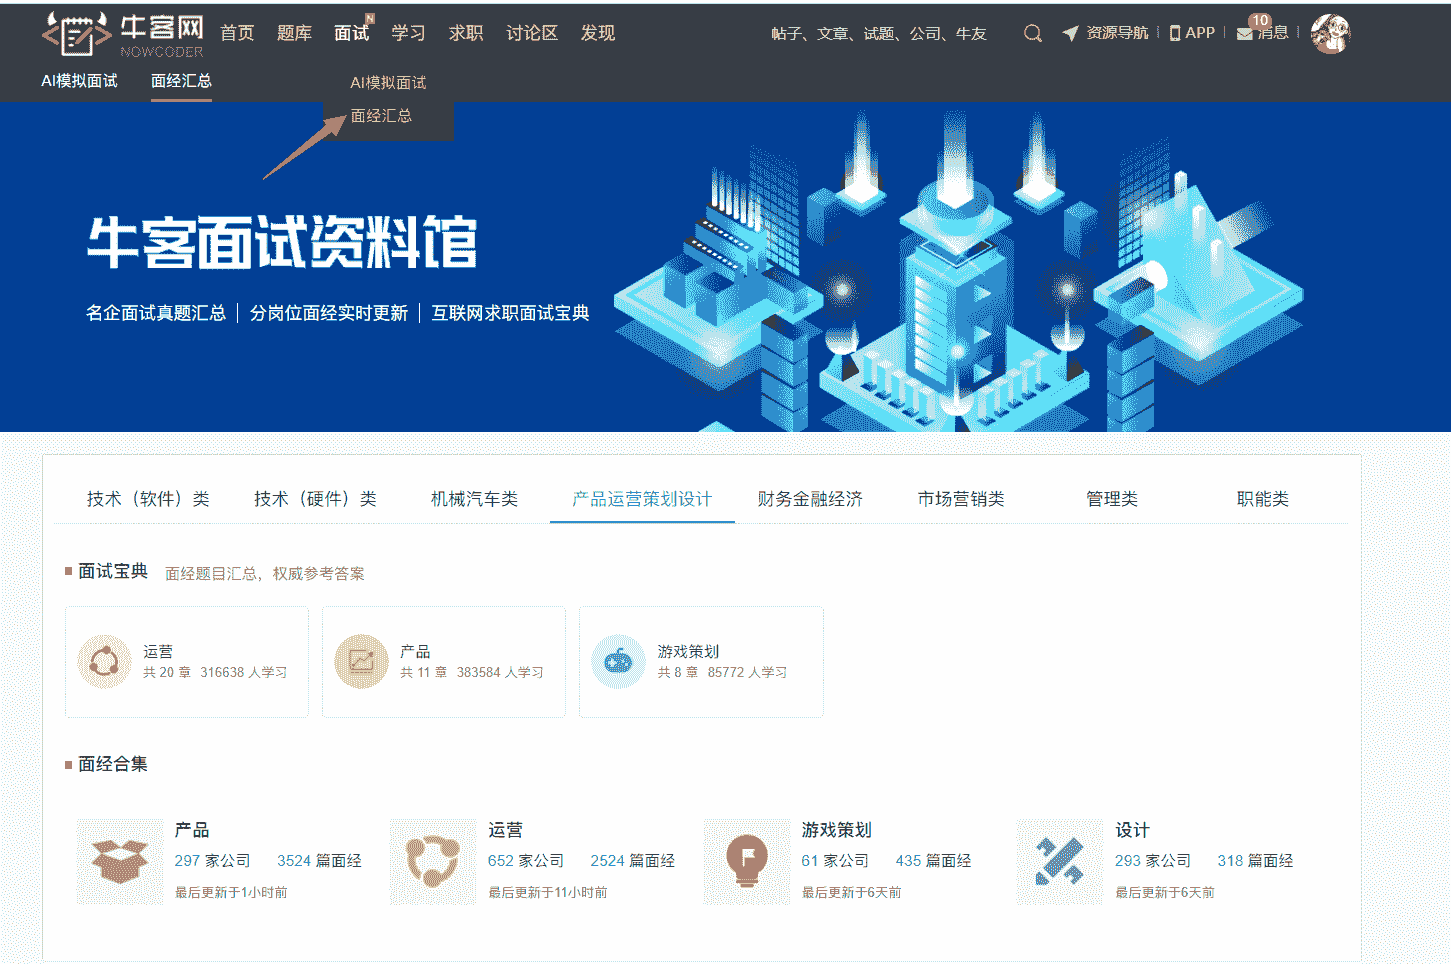 牛客网 首页 题库 面试 N 学习 求职 讨论区 发现 帖子、文章、试题、公司、牛友 资源导航 APP 10 消息
NOWCODER
AI模拟面试 面经汇总
AI模拟面试
面经汇总
牛客面试资料馆
名企面试真题汇总 分岗位面经实时更新 互联网求职面试宝典
技术（软件）类 技术（硬件）类 机械汽车类 产品运营策划设计 财务金融经济 市场营销类 管理类 职能类
面试宝典 面经题目汇总，权威参考答案
运营
共 20 章 316638 人学习
产品
共 11 章 383584 人学习
游戏策划
共 8 章 85772 人学习
面经合集
产品
297 家公司 3524 篇面经
最后更新于1小时前
运营
652 家公司 2524 篇面经
最后更新于11小时前
游戏策划
61 家公司 435 篇面经
最后更新于6天前
设计
293 家公司 318 篇面经
最后更新于6天前